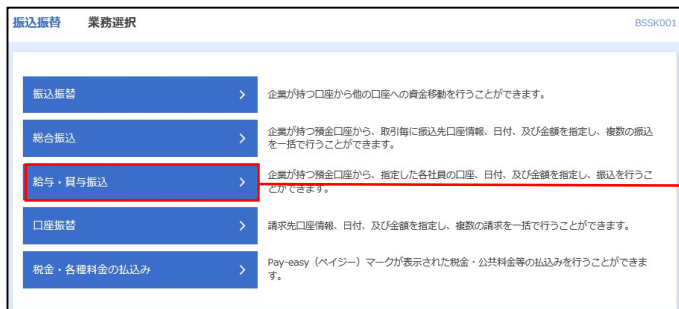 振込振替 業務選択 BSSK001
振込振替 企業が持つ口座から他の口座への資金移動を行うことができます。
総合振込 企業が持つ預金口座から、取引毎に振込先口座情報、日付、及び金額を指定し、複数の振込
を一括で行うことができます。
給与・賞与振込 企業が持つ預金口座から、指定した各社員の口座、日付、及び金額を指定し、振込を行うこ
とができます。
口座振替 請求先口座情報、日付、及び金額を指定し、複数の請求を一括で行うことができます。
税金・各種料金の払込み Pay-easy（ペイジー）マークが表示された税金・公共料金等の払込みを行うことができま
す。